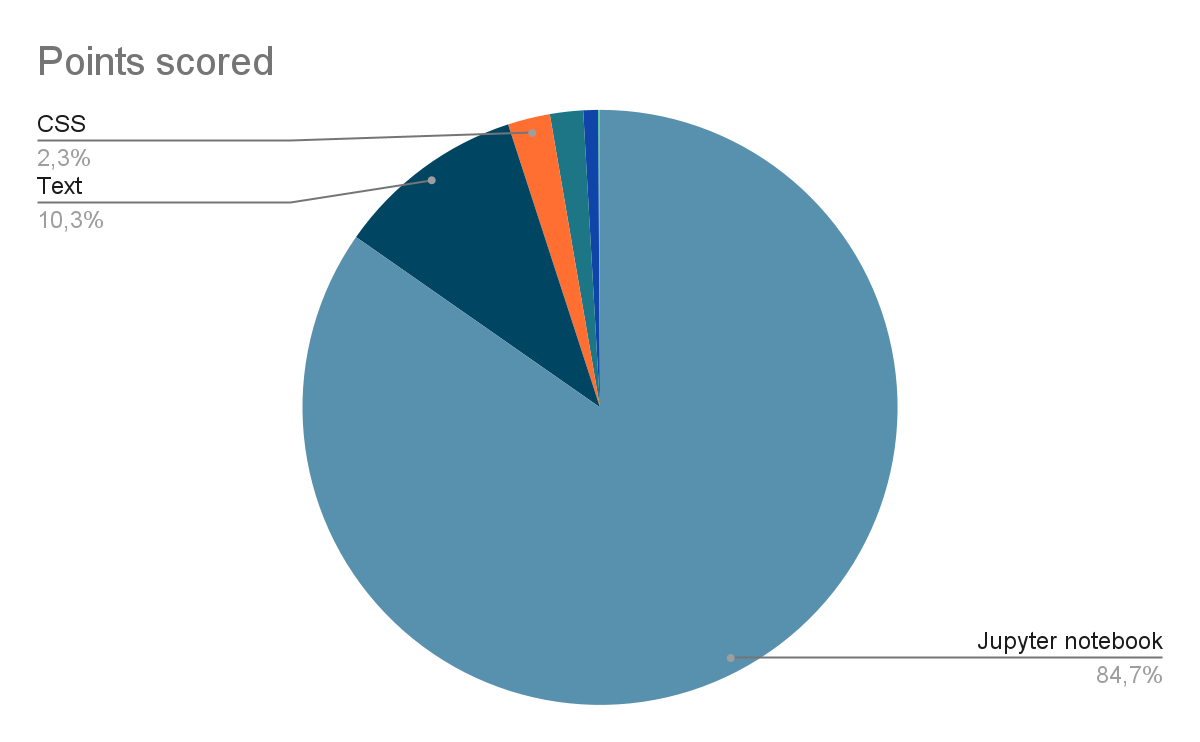 Points scored
CSS
2,3%
Text
10,3%
Jupyter notebook
84,7%